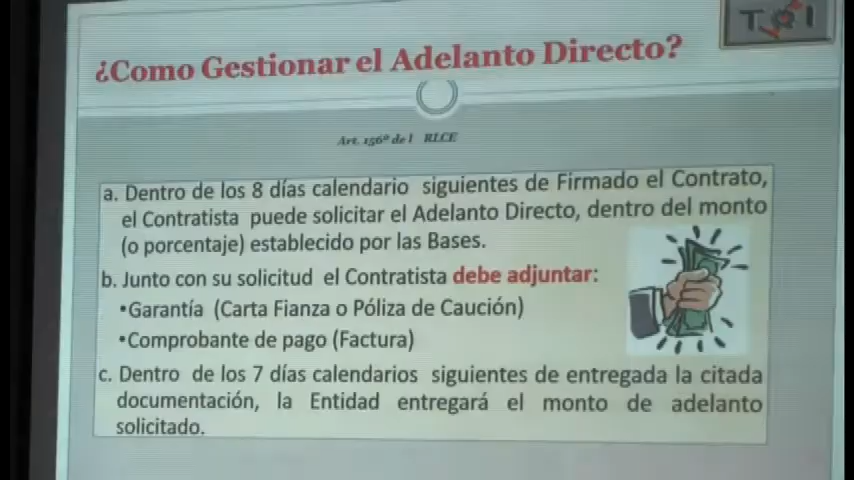 TQI
¿Como Gestionar el Adelanto Directo?
Art. 156º de l RLCE
a. Dentro de los 8 días calendario siguientes de Firmado el Contrato,
el Contratista puede solicitar el Adelanto Directo, dentro del monto
(o porcentaje) establecido por las Bases.
b. Junto con su solicitud el Contratista debe adjuntar:
•Garantía (Carta Fianza o Póliza de Caución)
•Comprobante de pago (Factura)
c. Dentro de los 7 días calendarios siguientes de entregada la citada
documentación, la Entidad entregará el monto de adelanto
solicitado.